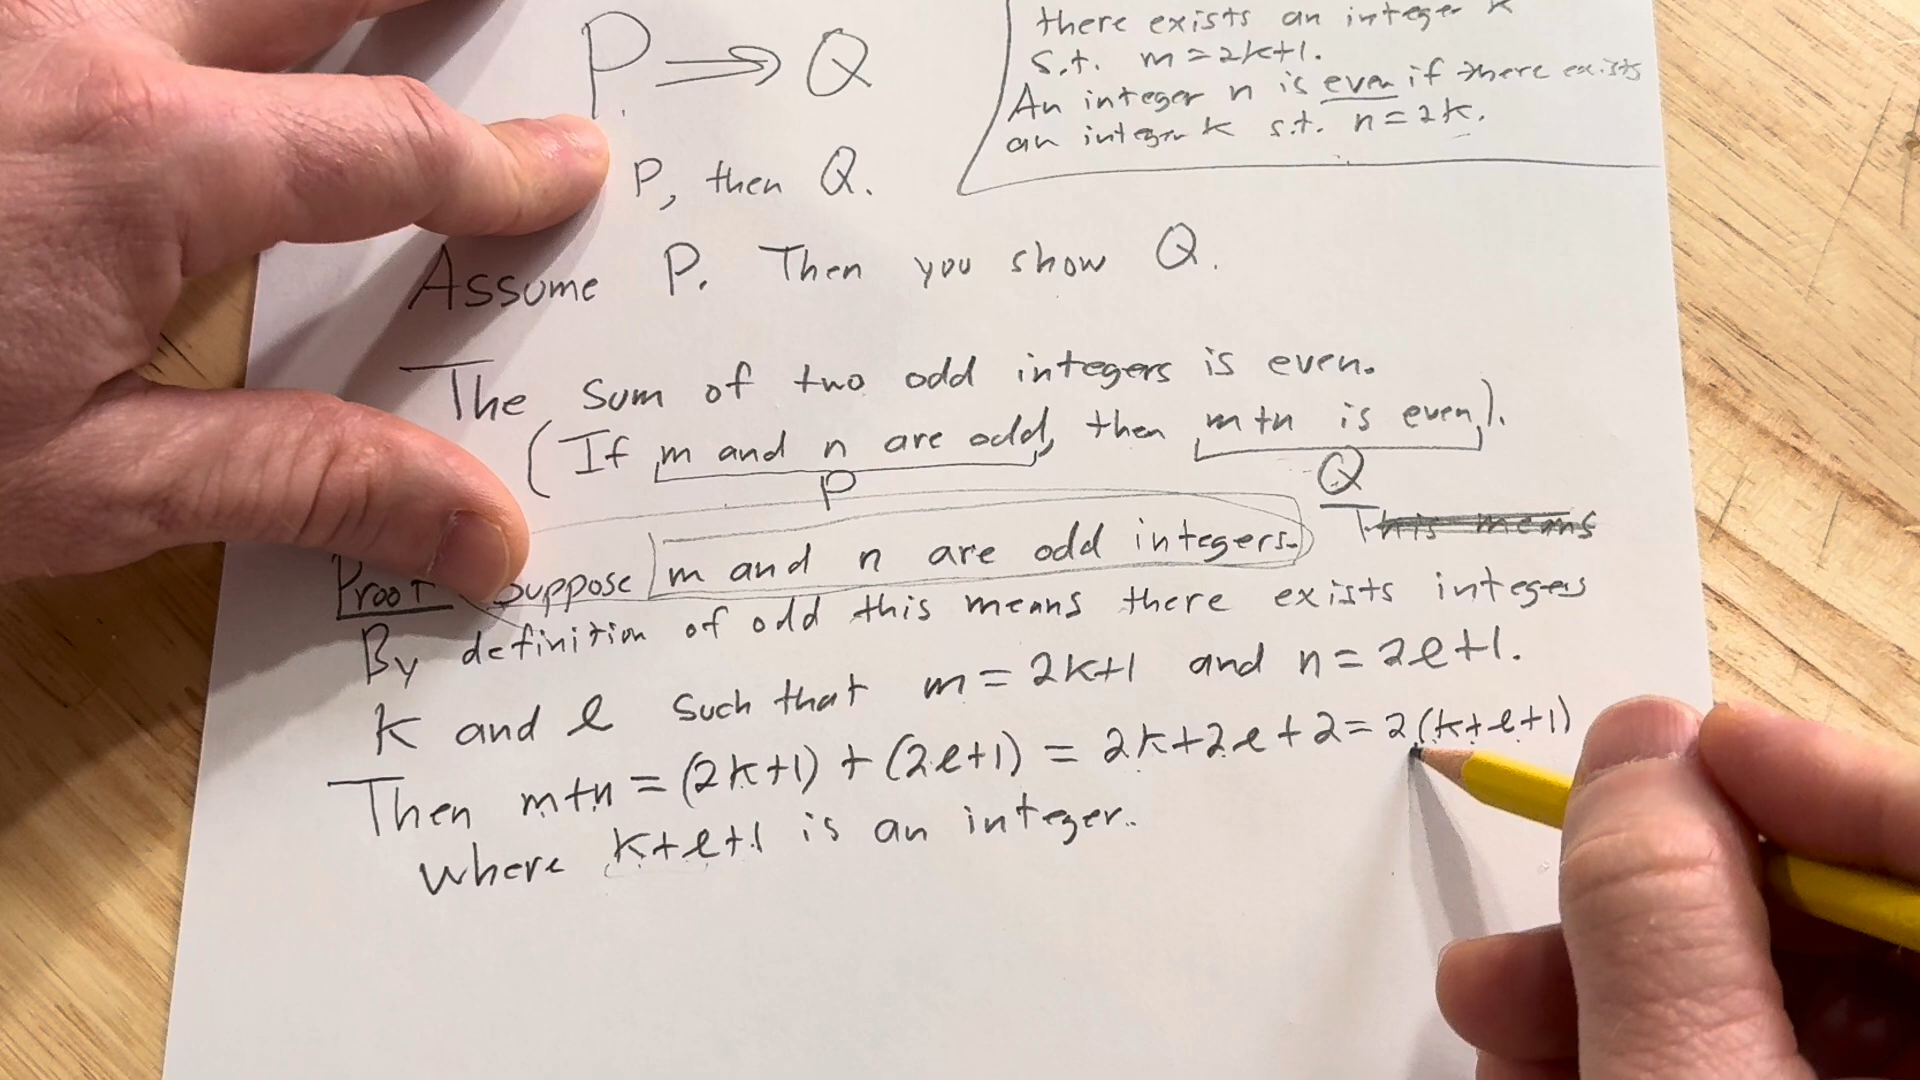 P ⟹ Q
there exists an integer k
s.t. m=2k+1.
An integer n is even if there exists
an integer k s.t. n=2k.
P, then Q.
Assume P. Then you show Q.
The sum of two odd integers is even.
(If m and n are odd, then m+n is even).
P Q
Proof Suppose m and n are odd integers. This means
By definition of odd this means there exists integers
k and ℓ such that m=2k+1 and n=2ℓ+1.
Then m+n=(2k+1)+(2ℓ+1)=2k+2ℓ+2=2(k+ℓ+1)
where k+ℓ+1 is an integer.